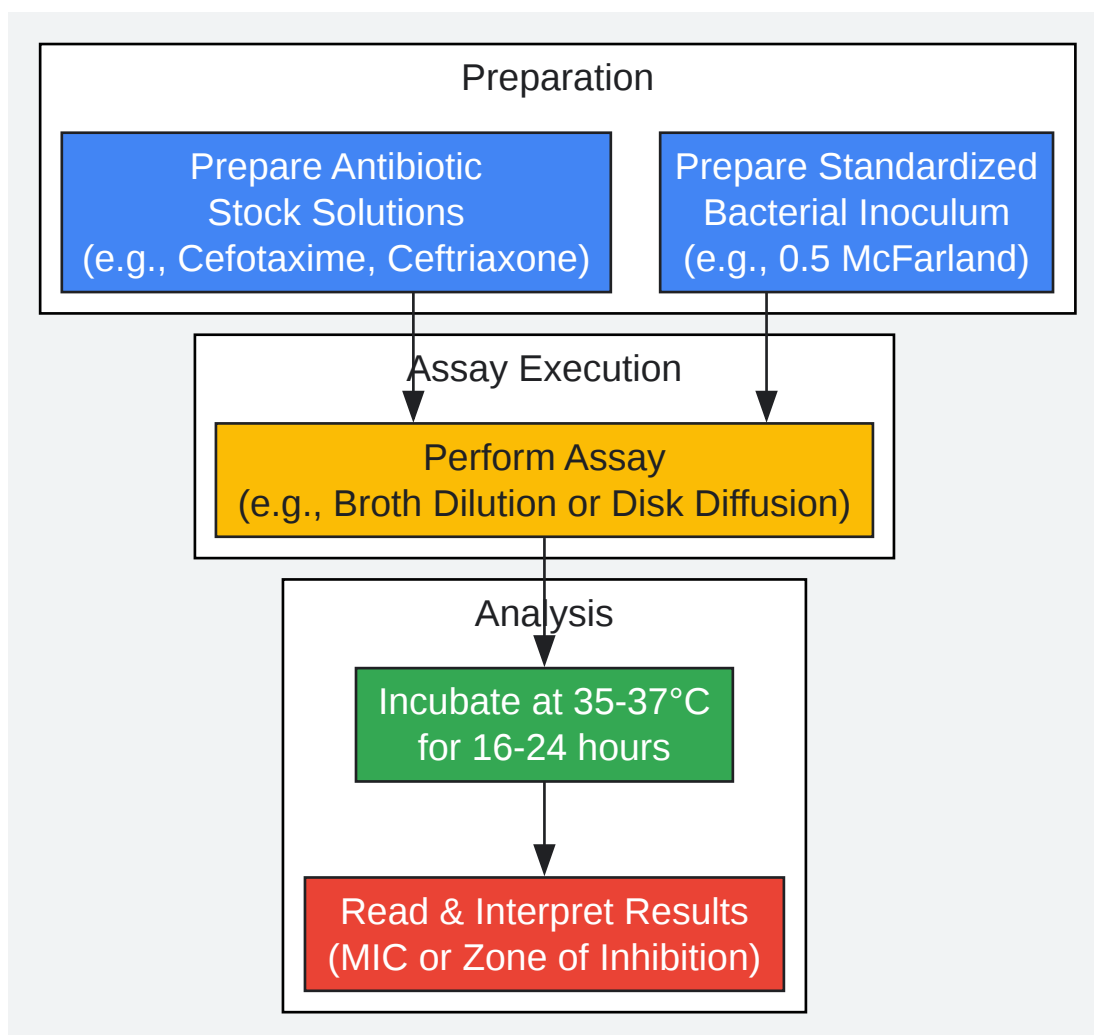 Preparation
Prepare Antibiotic
Stock Solutions
(e.g., Cefotaxime, Ceftriaxone)
Prepare Standardized
Bacterial Inoculum
(e.g., 0.5 McFarland)
Assay Execution
Perform Assay
(e.g., Broth Dilution or Disk Diffusion)
Analysis
Incubate at 35-37°C
for 16-24 hours
Read & Interpret Results
(MIC or Zone of Inhibition)